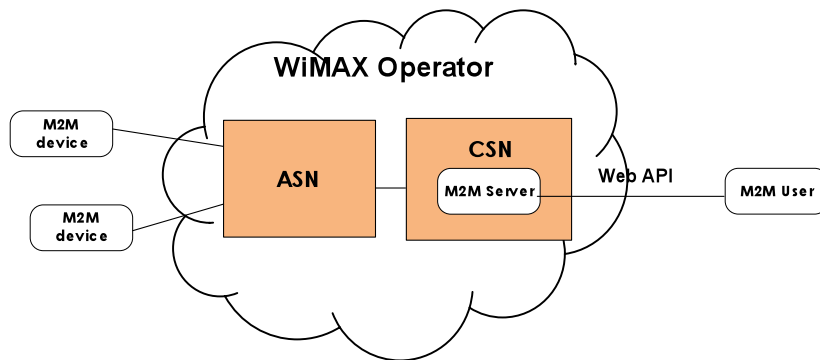 WiMAX Operator
M2M
device
ASN
CSN
M2M Server
Web API
M2M User
M2M
device